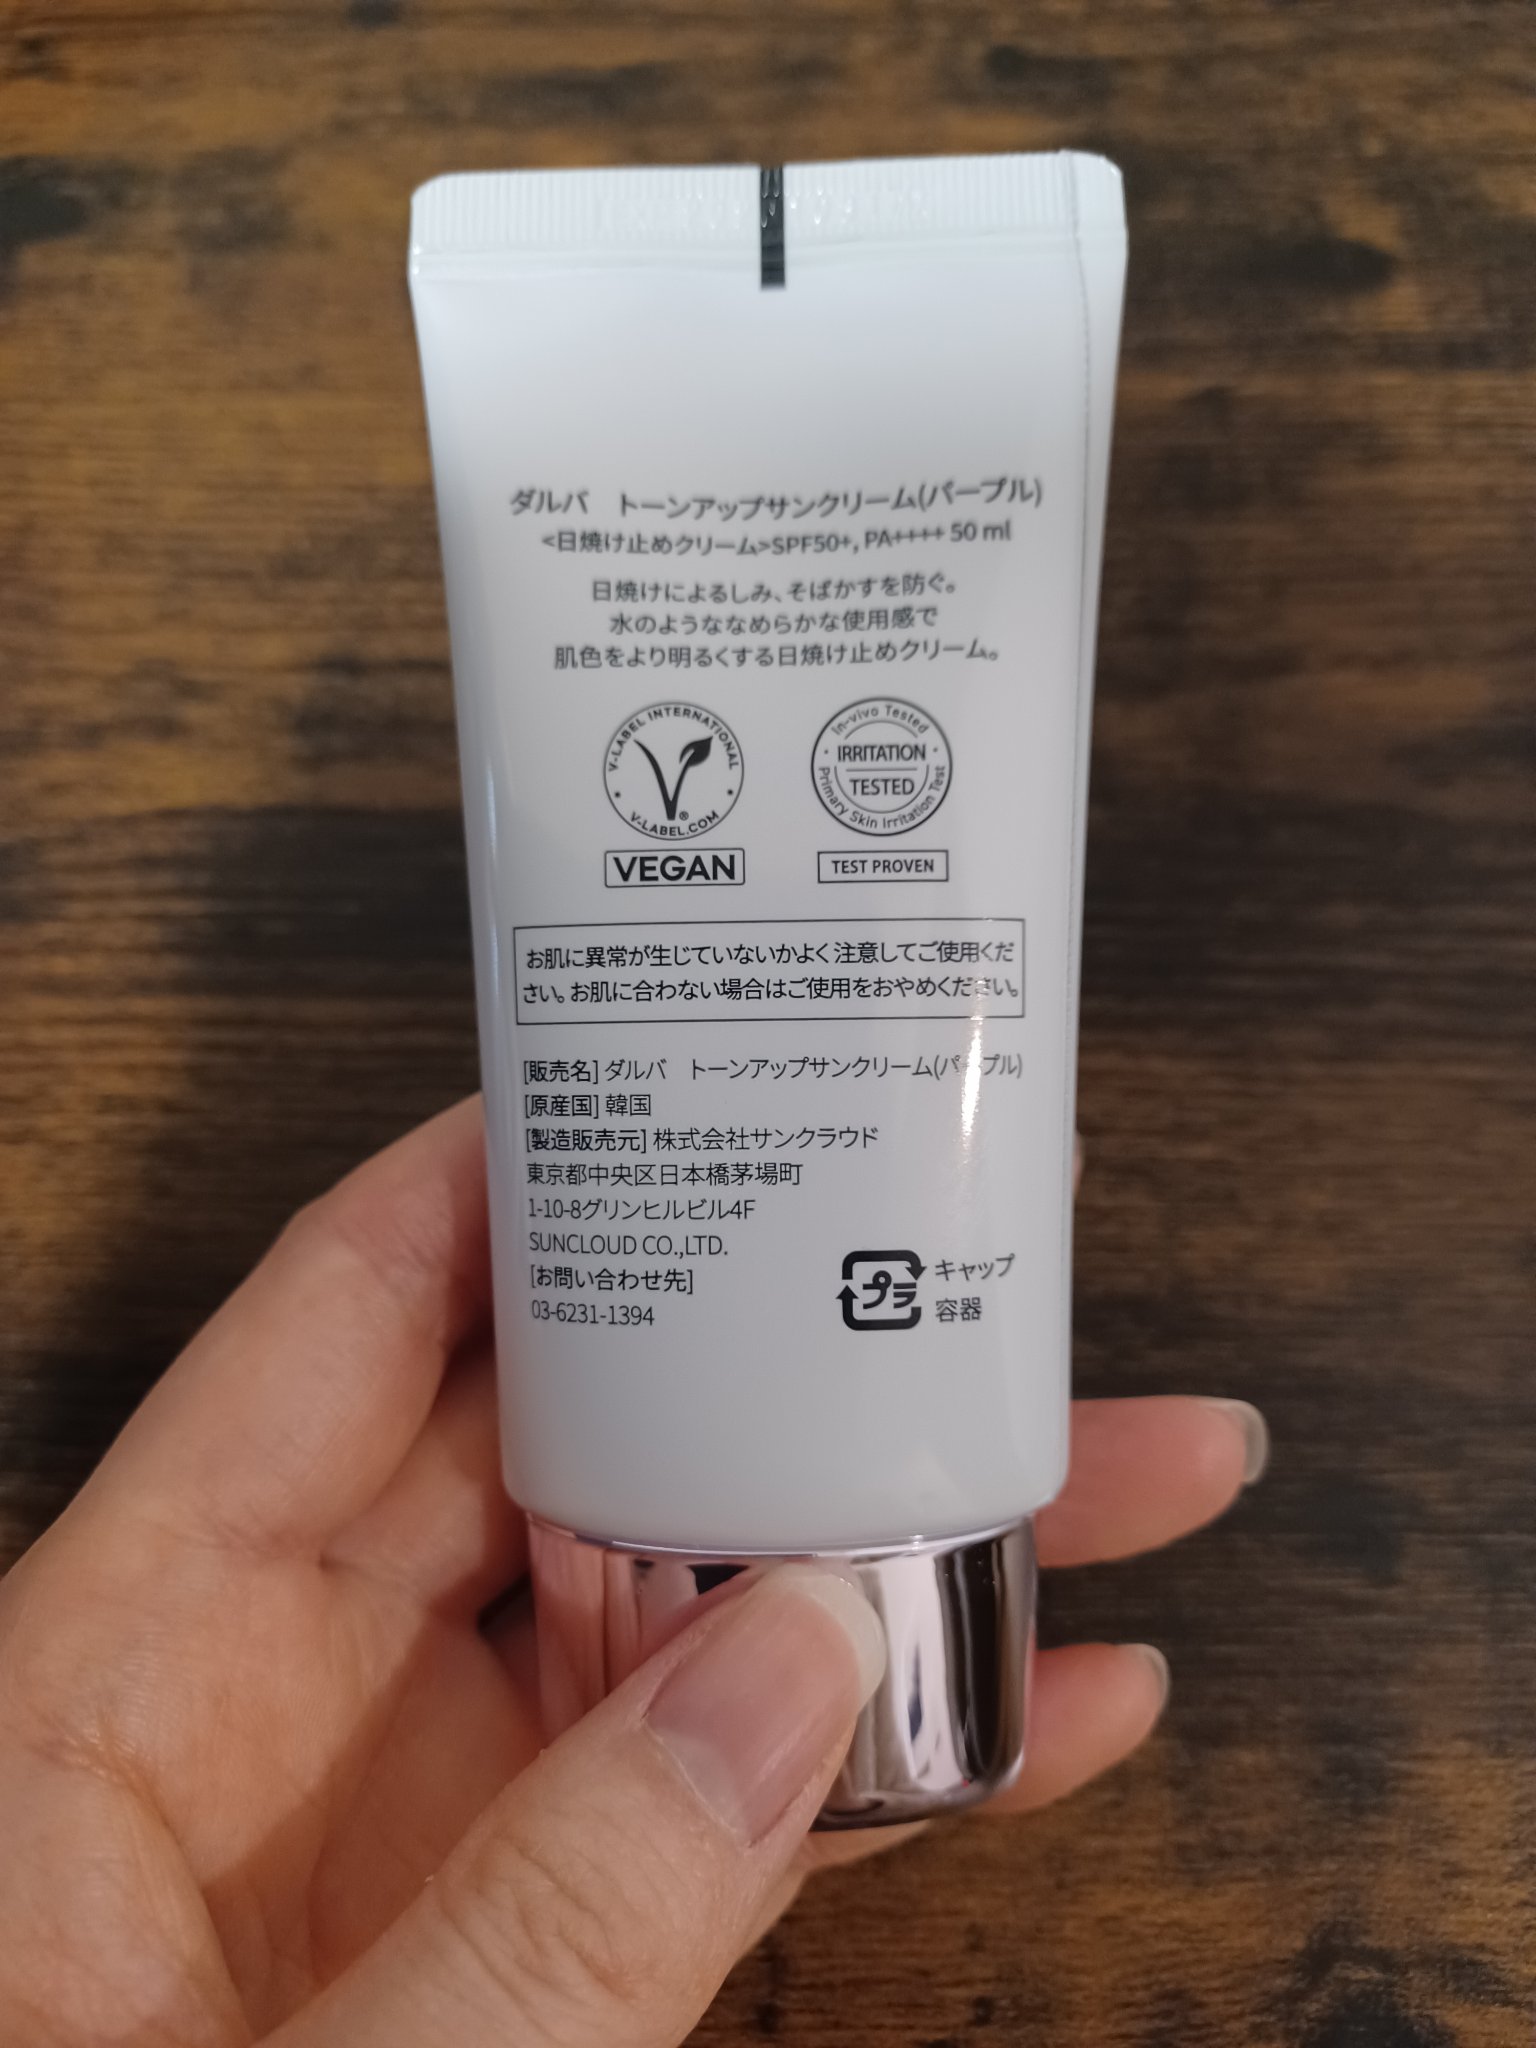 ダルバ　トーンアップサンクリーム(パープル)
<日焼け止めクリーム>SPF50+, PA++++ 50 ml
日焼けによるしみ、そばかすを防ぐ。
水のようななめらかな使用感で
肌色をより明るくする日焼け止めクリーム。
V-LABEL INTERNATIONAL
V
®
V-LABEL.COM
VEGAN
In-vivo Tested
IRRITATION
TESTED
Primary Skin Irritation Test
TEST PROVEN
お肌に異常が生じていないかよく注意してご使用くだ
さい。お肌に合わない場合はご使用をおやめください。
[販売名] ダルバ　トーンアップサンクリーム(パープル)
[原産国] 韓国
[製造販売元] 株式会社サンクラウド
東京都中央区日本橋茅場町
1-10-8グリンヒルビル4F
SUNCLOUD CO.,LTD.
[お問い合わせ先]
03-6231-1394
プラ
キャップ
容器